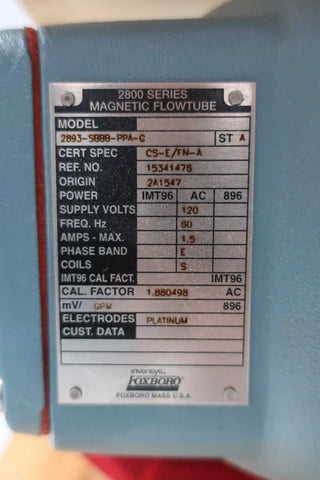 2800 SERIES
MAGNETIC FLOWTUBE
MODEL
2893-SBBB-PPA-G ST A
CERT SPEC CS-E/FN-A
REF. NO. 15341476
ORIGIN 2A1547
POWER IMT96 AC 896
SUPPLY VOLTS 120
FREQ. Hz 60
AMPS - MAX. 1.5
PHASE BAND E
COILS S
IMT96 CAL FACT. IMT96
CAL. FACTOR 1.880498 AC
mV/ GPM 896
ELECTRODES PLATINUM
CUST. DATA
invensys
FOXBORO
FOXBORO MASS U.S.A.